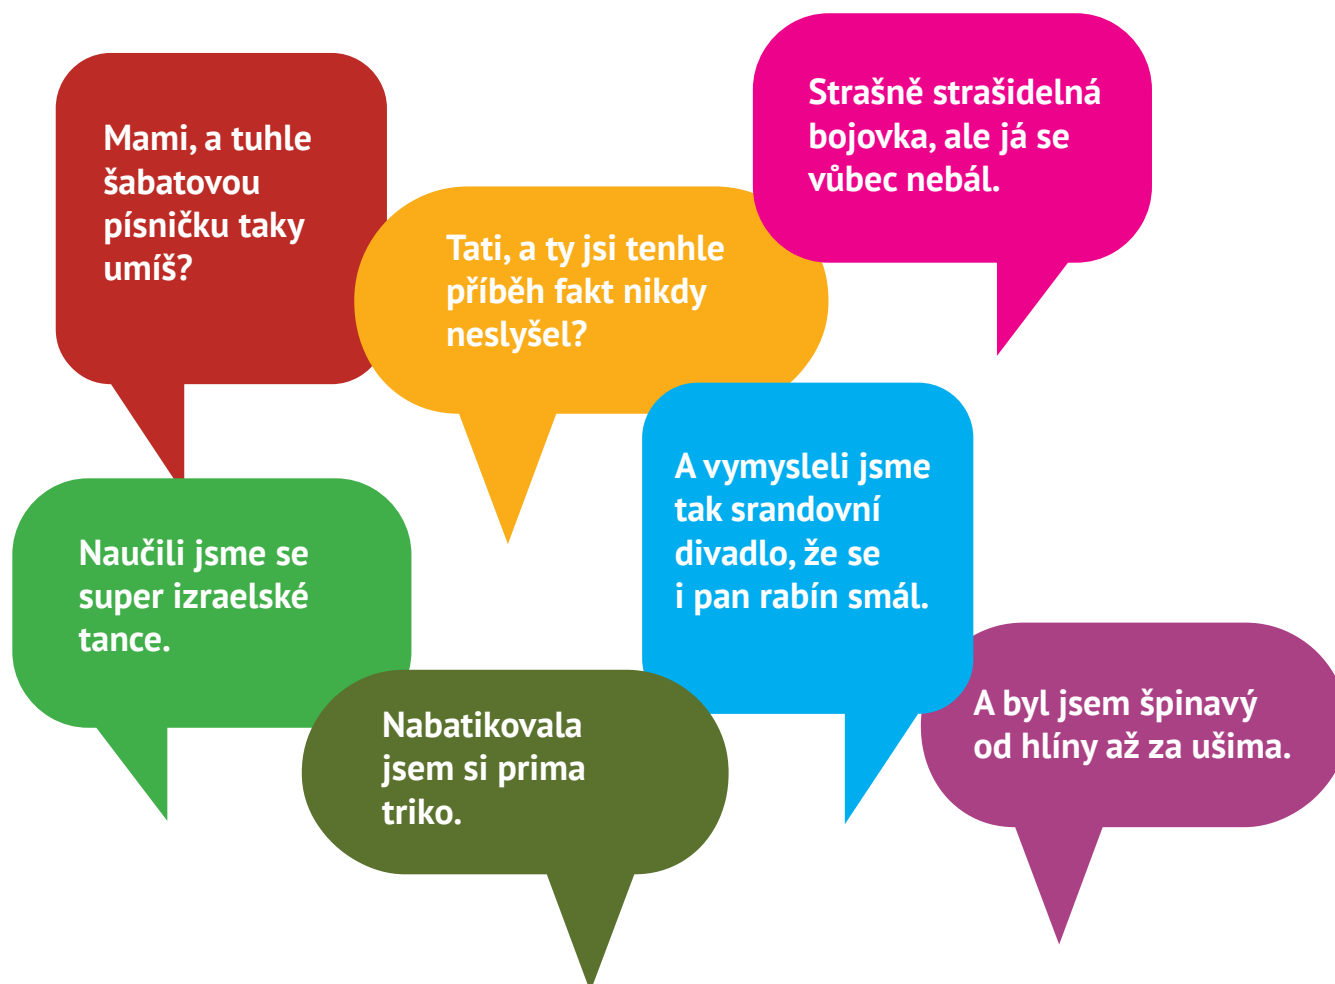 Mami, a tuhle
šabatovou
písničku taky
umíš?
Tati, a ty jsi tenhle
příběh fakt nikdy
neslyšel?
Strašně strašidelná
bojovka, ale já se
vůbec nebál.
Naučili jsme se
super izraelské
tance.
A vymysleli jsme
tak srandovní
divadlo, že se
i pan rabín smál.
Nabatikovala
jsem si prima
triko.
A byl jsem špinavý
od hlíny až za ušima.